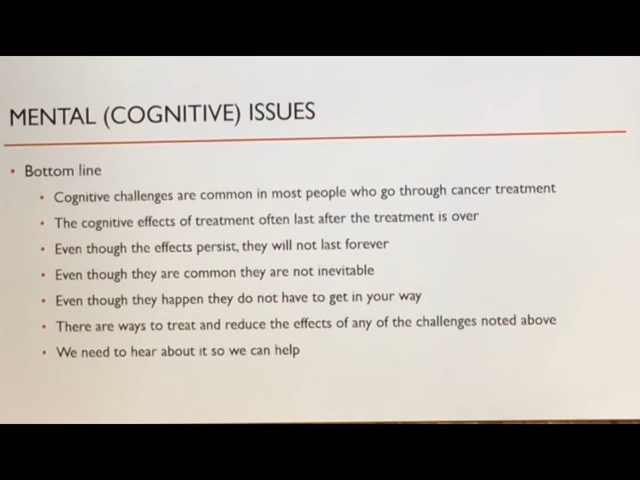 MENTAL (COGNITIVE) ISSUES
• Bottom line
• Cognitive challenges are common in most people who go through cancer treatment
• The cognitive effects of treatment often last after the treatment is over
• Even though the effects persist, they will not last forever
• Even though they are common they are not inevitable
• Even though they happen they do not have to get in your way
• There are ways to treat and reduce the effects of any of the challenges noted above
• We need to hear about it so we can help